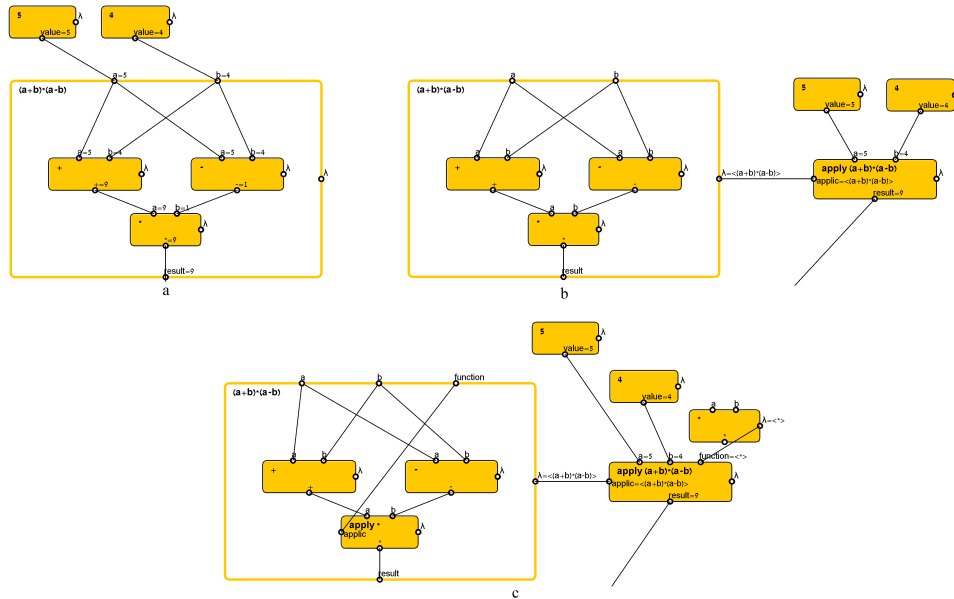 5
λ
value=5
4
λ
value=4
a=5
b=4
(a+b)*(a-b)
a=5
b=4
+
λ
+=9
a=5
b=4
-
λ
-=1
λ
a=9
b=1
*
λ
*=9
result=9
a
a
b
(a+b)*(a-b)
a
b
+
λ
+
a
b
-
λ
-
a
b
*
λ
*
result
λ=<(a+b)*(a-b)>
b
5
λ
value=5
4
λ
value=4
a=5
b=4
apply (a+b)*(a-b)
applic=<(a+b)*(a-b)>
λ
result=9
a
b
function
(a+b)*(a-b)
a
b
+
λ
+
a
b
-
λ
-
a
b
apply *
applic
λ
*
result
λ=<(a+b)*(a-b)>
5
λ
value=5
4
λ
value=4
a
b
*
λ=<*>
*
a=5
b=4
function=<*>
apply (a+b)*(a-b)
applic=<(a+b)*(a-b)>
λ
result=9
c